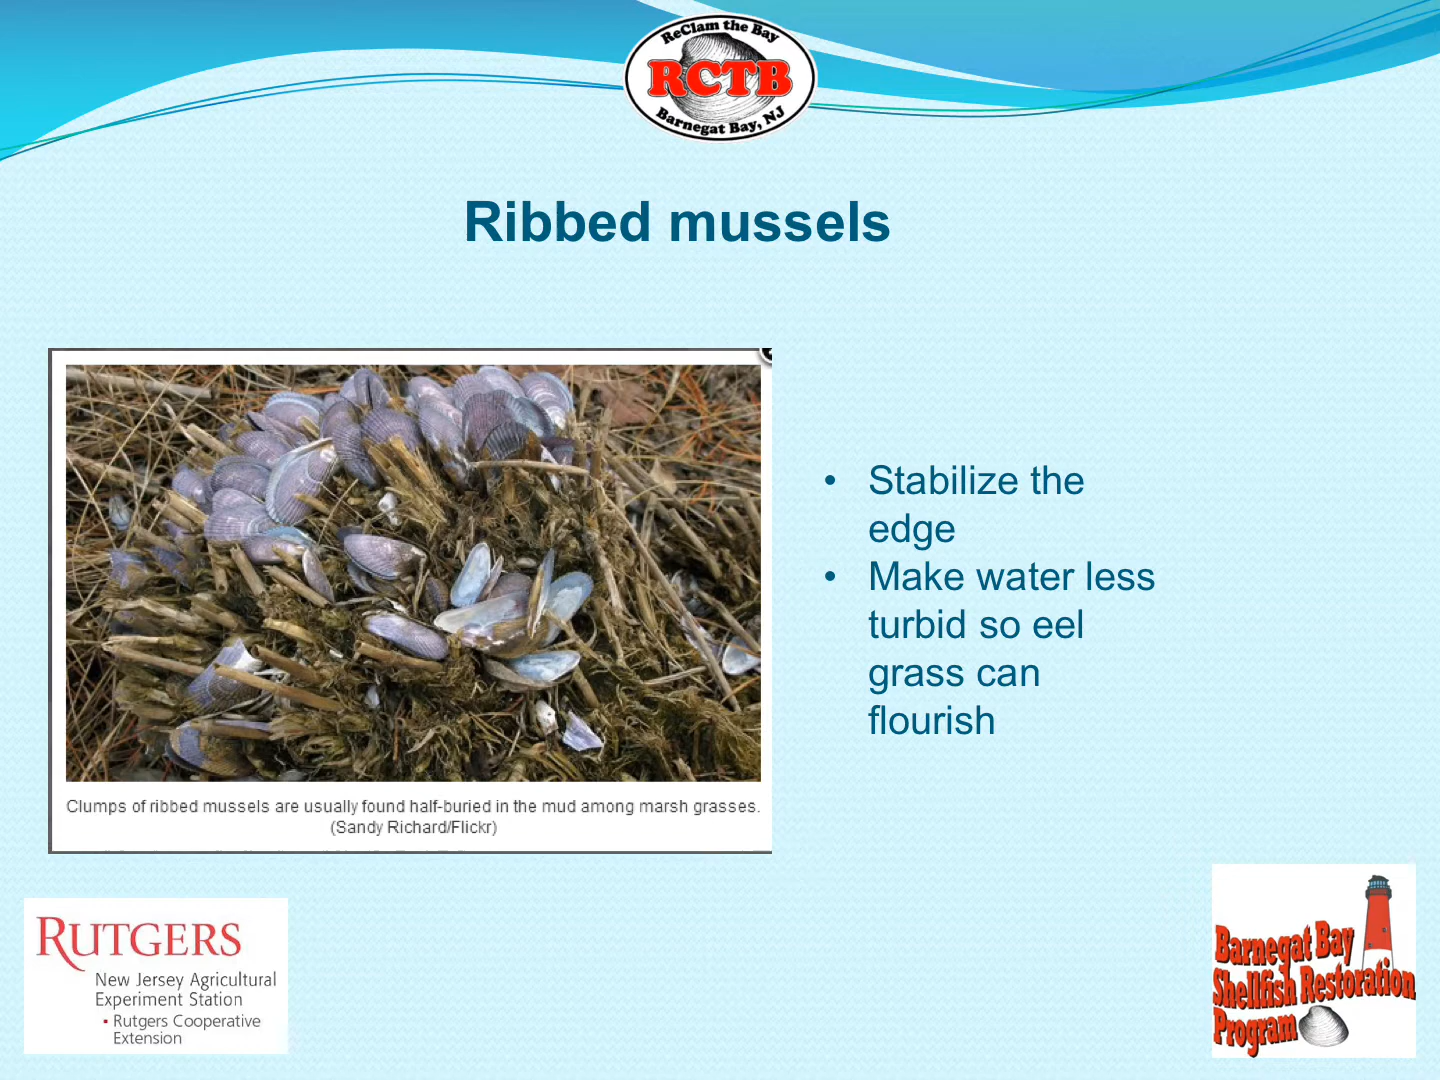 ReClam the Bay
RCTB
Barnegat Bay, NJ
Ribbed mussels
• Stabilize the
edge
• Make water less
turbid so eel
grass can
flourish
Clumps of ribbed mussels are usually found half-buried in the mud among marsh grasses.
(Sandy Richard/Flickr)
RUTGERS
New Jersey Agricultural
Experiment Station
▪ Rutgers Cooperative
Extension
Barnegat Bay
Shellfish Restoration
Program